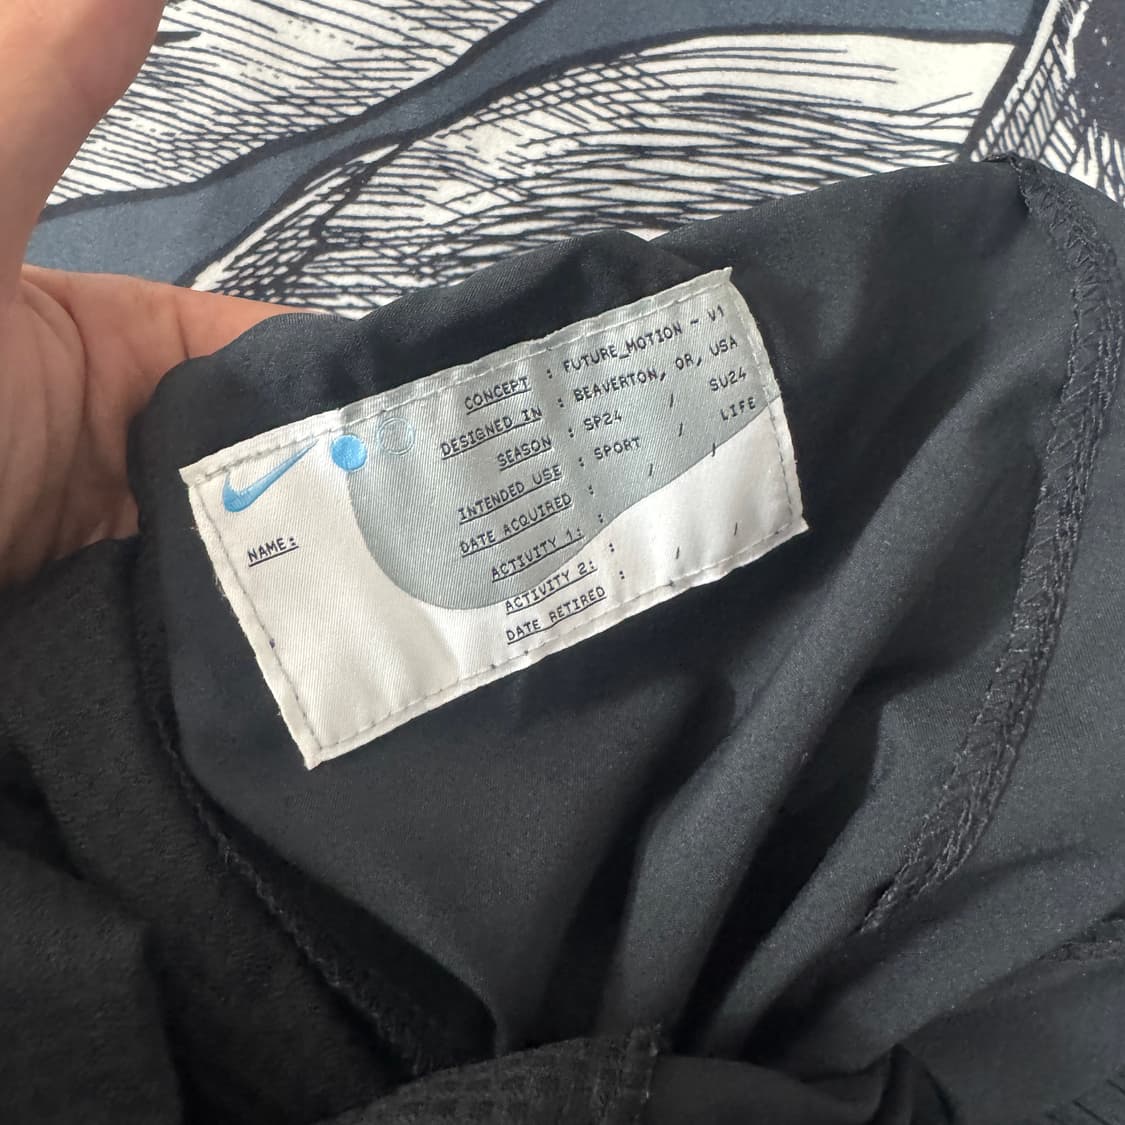 CONCEPT : FUTURE_MOTION - V1
DESIGNED IN : BEAVERTON, OR, USA
SEASON : SP24 / SU24
INTENDED USE : SPORT / LIFE
DATE ACQUIRED : / /
ACTIVITY 1: :
ACTIVITY 2: :
DATE RETIRED : / /
NAME: